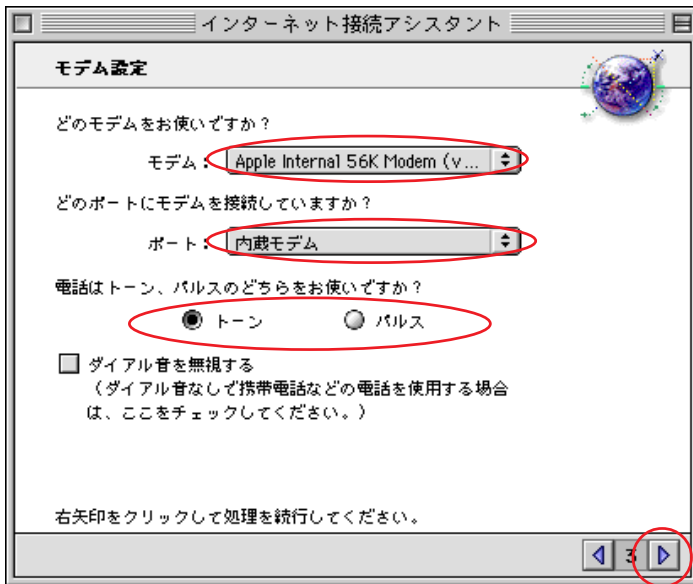 インターネット接続アシスタント
モデム設定
どのモデムをお使いですか？
モデム： Apple Internal 56K Modem (v...
どのポートにモデムを接続していますか？
ポート： 内蔵モデム
電話はトーン、パルスのどちらをお使いですか？
トーン パルス
ダイアル音を無視する
（ダイアル音なしで携帯電話などの電話を使用する場合
は、ここをチェックしてください。）
右矢印をクリックして処理を続行してください。
3